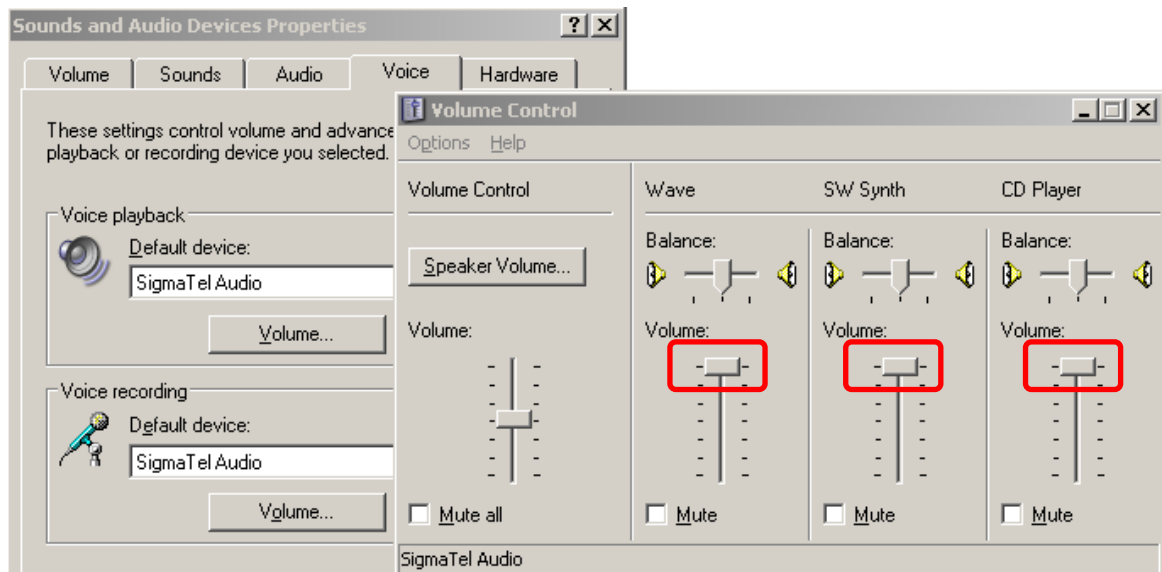 Sounds and Audio Devices Properties
Volume Sounds Audio Voice Hardware
These settings control volume and advance
playback or recording device you selected.
Voice playback
Default device:
SigmaTel Audio
Volume...
Voice recording
Default device:
SigmaTel Audio
Volume...
Volume Control
Options Help
Volume Control Wave SW Synth CD Player
Speaker Volume...
Balance: Balance: Balance:
Volume: Volume: Volume: Volume:
Mute all Mute Mute Mute
SigmaTel Audio